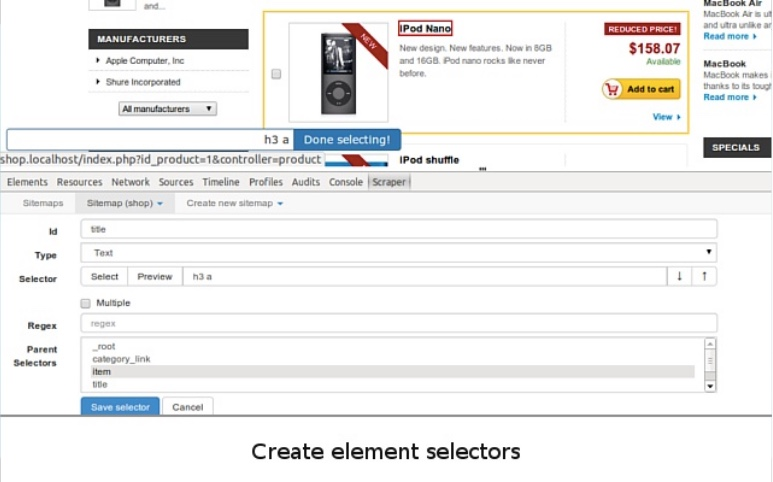 and...
MANUFACTURERS
Apple Computer, Inc
Shure Incorporated
All manufacturers
NEW
iPod Nano
New design. New features. Now in 8GB
and 16GB. iPod nano rocks like never
before.
REDUCED PRICE!
$158.07
Available
Add to cart
View
MacBook Air
MacBook Air is ult
and ultra unlike ar
Read more
MacBook
MacBook makes
thanks to its tough
Read more
SPECIALS
h3 a
Done selecting!
shop.localhost/index.php?id_product=1&controller=product
iPod shuffle
Elements Resources Network Sources Timeline Profiles Audits Console Scraper
Sitemaps Sitemap (shop) Create new sitemap
Id title
Type Text
Selector Select Preview h3 a
Multiple
Regex regex
Parent
Selectors
_root
category_link
item
title
Save selector Cancel
Create element selectors